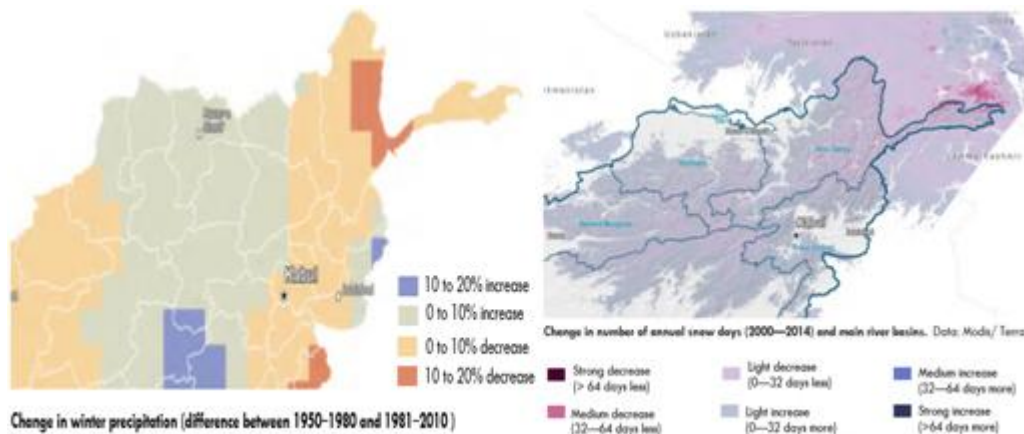 Uzbekistan
Tajikistan
Kabul
Kabul
10 to 20% increase
0 to 10% increase
0 to 10% decrease
10 to 20% decrease
Change in winter precipitation (difference between 1950-1980 and 1981-2010 )
Change in number of annual snow days (2000—2014) and main river basins. Data: Modis/ Terra
Strong decrease
(> 64 days less)
Light decrease
(0—32 days less)
Medium increase
(32—64 days more)
Medium decrease
(32—64 days less)
Light increase
(0—32 days more)
Strong increase
(>64 days more)